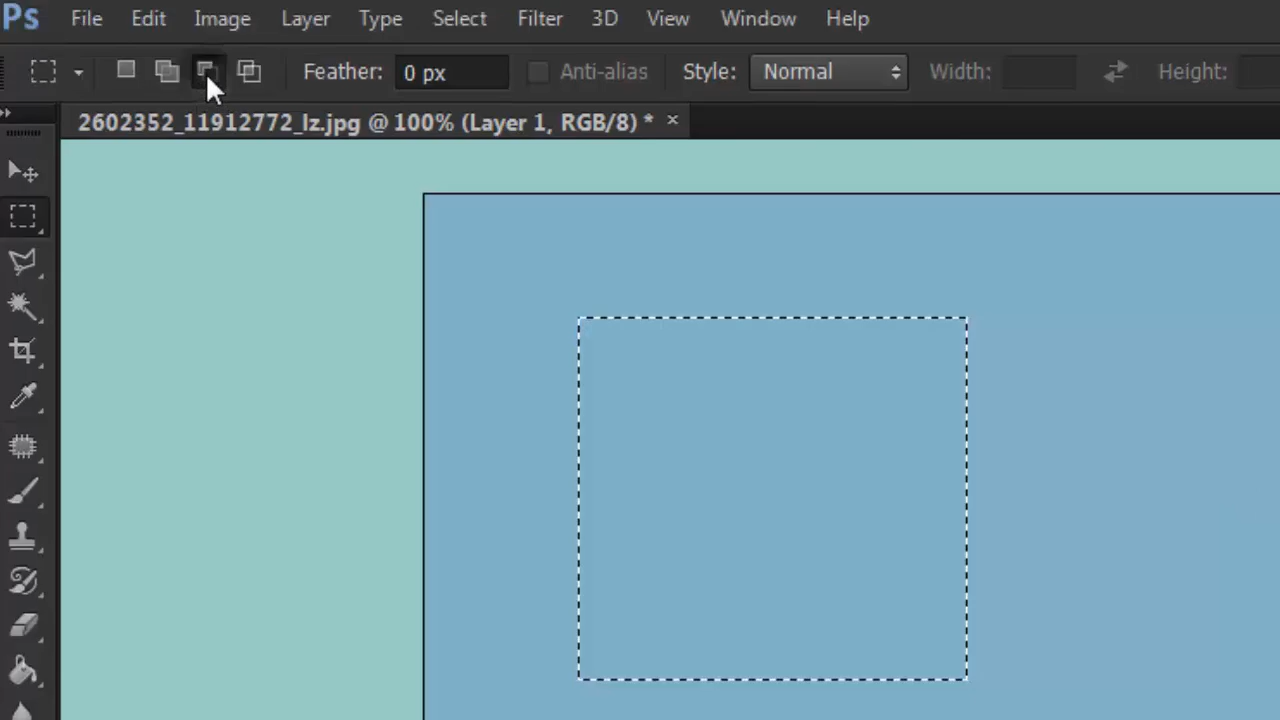 Ps File Edit Image Layer Type Select Filter 3D View Window Help
Feather: 0 px Anti-alias Style: Normal Width: Height:
2602352_11912772_lz.jpg @ 100% (Layer 1, RGB/8) * ×